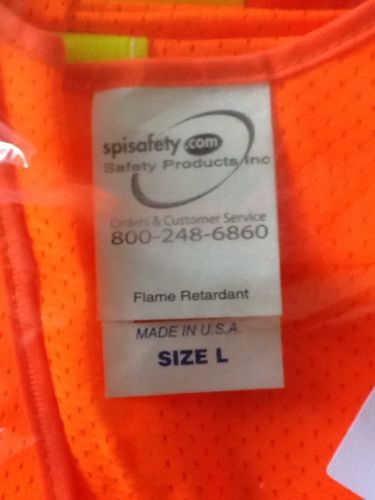 spisafety.com
Safety Products Inc
Orders & Customer Service
800-248-6860
Flame Retardant
MADE IN U.S.A.
SIZE L